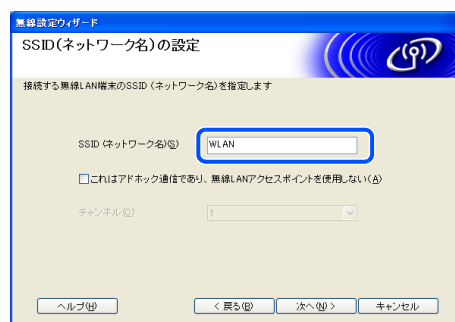 無線設定ウィザード
SSID(ネットワーク名)の設定
接続する無線LAN端末のSSID (ネットワーク名)を指定します
SSID (ネットワーク名)(S) WLAN
これはアドホック通信であり、無線LANアクセスポイントを使用しない(A)
チャンネル(C) 1
ヘルプ(H) < 戻る(B) 次へ(N) > キャンセル